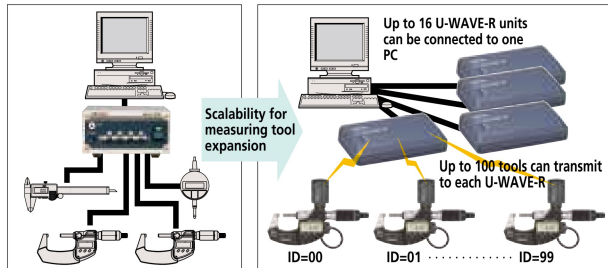 Scalability for
measuring tool
expansion
Up to 16 U-WAVE-R units
can be connected to one
PC
Up to 100 tools can transmit
to each U-WAVE-R
ID=00
ID=01 · · · · · · · · · · · ID=99